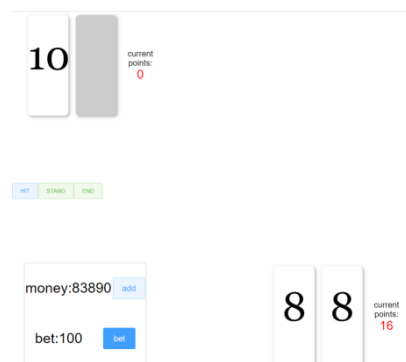 10
current
points:
0
HIT STAND END
money:83890 add
bet:100 bet
8 8
current
points:
16